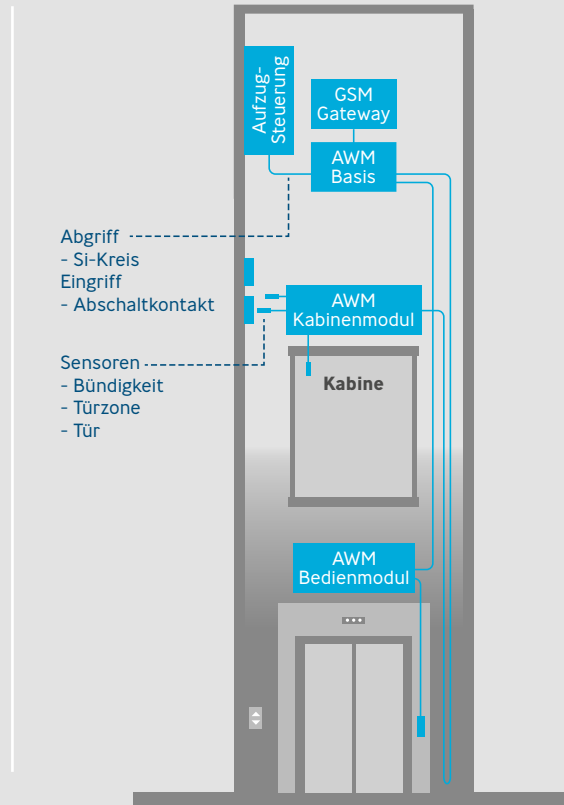 Aufzug-
Steuerung
GSM
Gateway
AWM
Basis
Abgriff
- Si-Kreis
Eingriff
- Abschaltkontakt
AWM
Kabinenmodul
Sensoren
- Bündigkeit
- Türzone
- Tür
Kabine
AWM
Bedienmodul